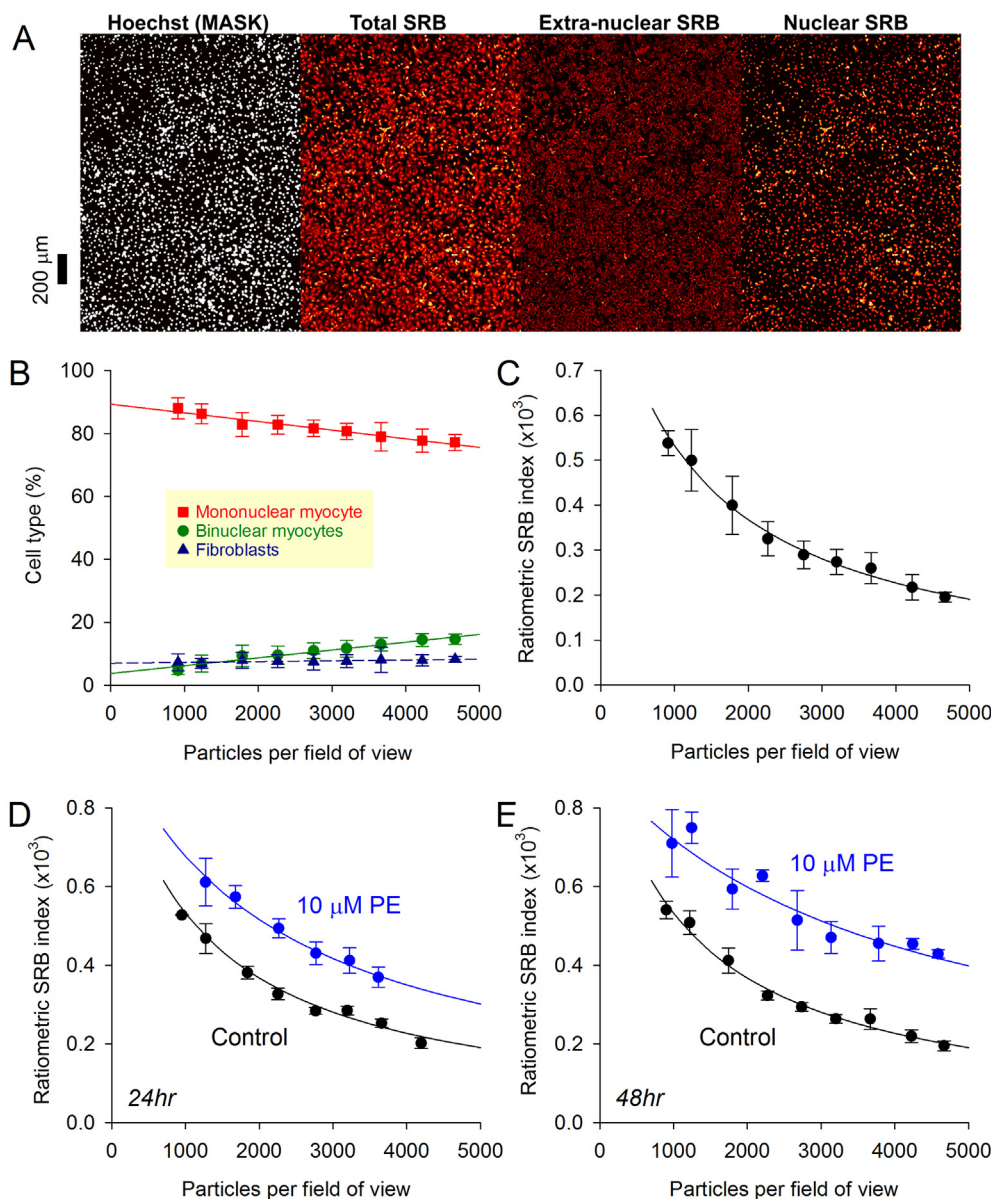 A
Hoechst (MASK) Total SRB Extra-nuclear SRB Nuclear SRB
200 μm
B
Cell type (%)
100
80
60
40
20
0
Mononuclear myocyte
Binuclear myocytes
Fibroblasts
0 1000 2000 3000 4000 5000
Particles per field of view
C
Ratiometric SRB index (x10³)
0.7
0.6
0.5
0.4
0.3
0.2
0.1
0.0
0 1000 2000 3000 4000 5000
Particles per field of view
D
Ratiometric SRB index (x10³)
0.8
0.6
0.4
0.2
0.0
10 μM PE
Control
24hr
0 1000 2000 3000 4000 5000
Particles per field of view
E
Ratiometric SRB index (x10³)
0.8
0.6
0.4
0.2
0.0
10 μM PE
Control
48hr
0 1000 2000 3000 4000 5000
Particles per field of view